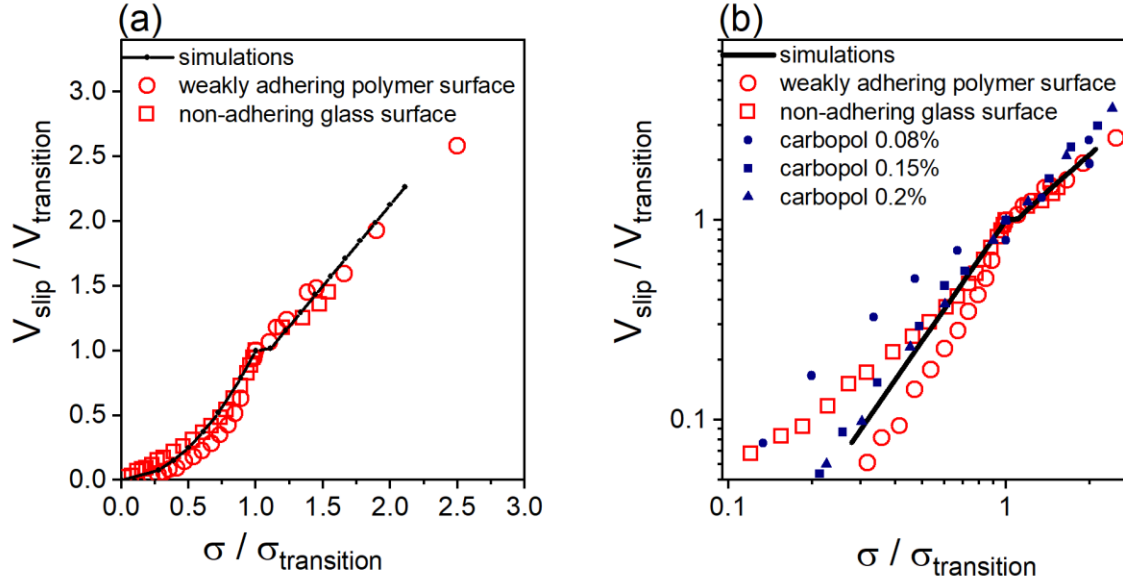 (a)
simulations
weakly adhering polymer surface
non-adhering glass surface
3.0
2.5
2.0
1.5
1.0
0.5
0.0
0.0 0.5 1.0 1.5 2.0 2.5 3.0
Vslip / Vtransition
σ / σtransition
(b)
simulations
weakly adhering polymer surface
non-adhering glass surface
carbopol 0.08%
carbopol 0.15%
carbopol 0.2%
1
0.1
0.1 1
Vslip / Vtransition
σ / σtransition